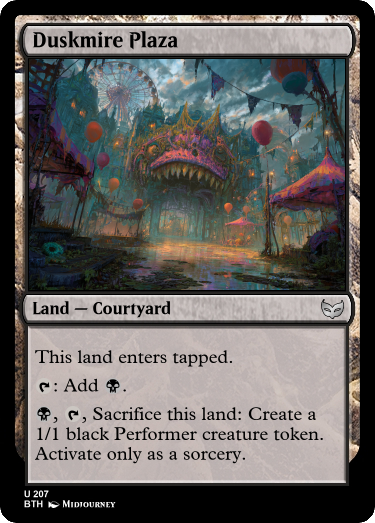 Duskmire Plaza
Land — Courtyard
This land enters tapped.
: Add .
, , Sacrifice this land: Create a
1/1 black Performer creature token.
Activate only as a sorcery.
U 207
BTH Midjourney